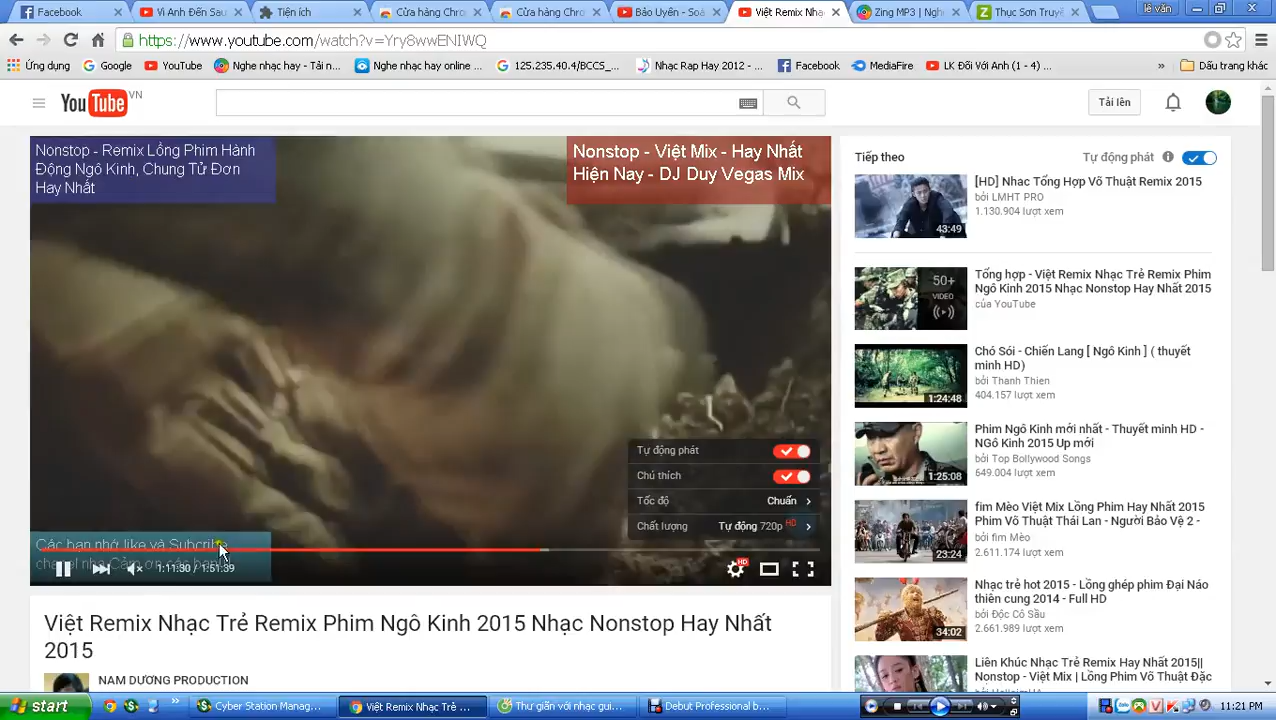 Facebook
Bảo Uyên - Soà
Tiện ích
Cửa hàng Chro
Cửa hàng Chro
Bảo Uyên - Soà
Việt Remix Nhạ
Zing MP3 | Ngh
Thục Sơn Truy
https://www.youtube.com/watch?v=Yry8wwENIWQ
Ứng dụng
Google
YouTube
Nghe nhac hay - Tải n...
Nghe nhạc hay online
125.235.40.4/BCCS_...
Nhạc Rap Hay, 2012 - ...
Facebook
MediaFire
LK Đối Với Anh (1 - 4)...
»
Dấu trang khác
YouTube VN
Tải lên
Nonstop - Remix Lồng Phim Hành
Động Ngô Kinh, Chung Tử Đơn
Hay Nhất
Nonstop - Việt Mix - Hay Nhất
Hiện Nay - DJ Duy Vegas Mix
Tự động phát
Chú thích
Tốc độ Chuẩn
Chất lượng Tự động 720p HD
Các bạn nhớ like và Subcribe
1:11:30 / 1:51:39
HD
Việt Remix Nhạc Trẻ Remix Phim Ngô Kinh 2015 Nhạc Nonstop Hay Nhất
2015
NAM DƯƠNG PRODUCTION
Tiếp theo
Tự động phát
[HD] Nhac Tổng Hợp Võ Thuật Remix 2015
bởi LMHT PRO
1.130.904 lượt xem
43:49
Tổng hợp - Việt Remix Nhạc Trẻ Remix Phim
Ngô Kinh 2015 Nhạc Nonstop Hay Nhất 2015
của YouTube
50+
VIDEO
Chó Sói - Chiến Lang [ Ngô Kinh ] ( thuyết
minh HD)
bởi Thanh Thien
404.157 lượt xem
1:24:48
Phim Ngô Kinh mới nhất - Thuyết minh HD -
NGô Kinh 2015 Up mới
bởi Top Bollywood Songs
649.004 lượt xem
1:25:08
fim Mèo Việt Mix Lồng Phim Hay Nhất 2015
Phim Võ Thuật Thái Lan - Người Bảo Vệ 2 -
bởi fim Mèo
2.611.174 lượt xem
23:24
Nhạc trẻ hot 2015 - Lồng ghép phim Đại Náo
thiên cung 2014 - Full HD
bởi Độc Cô Sầu
2.661.989 lượt xem
34:02
Liên Khúc Nhạc Trẻ Remix Hay Nhất 2015||
Nonstop - Việt Mix | Lồng Phim Võ Thuật Đặc
start
Việt Remix Nhạc Trẻ ...
Thư giãn với nhạc gui...
Debut Professional b...
11:21 PM